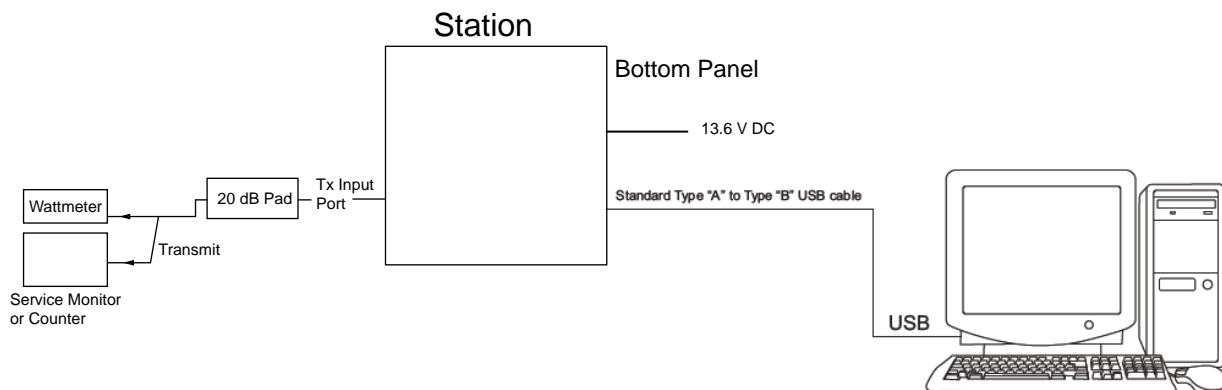 Station
Bottom Panel
13.6 V DC
Standard Type "A" to Type "B" USB cable
Tx Input
Port
20 dB Pad
Wattmeter
Transmit
Service Monitor
or Counter
USB